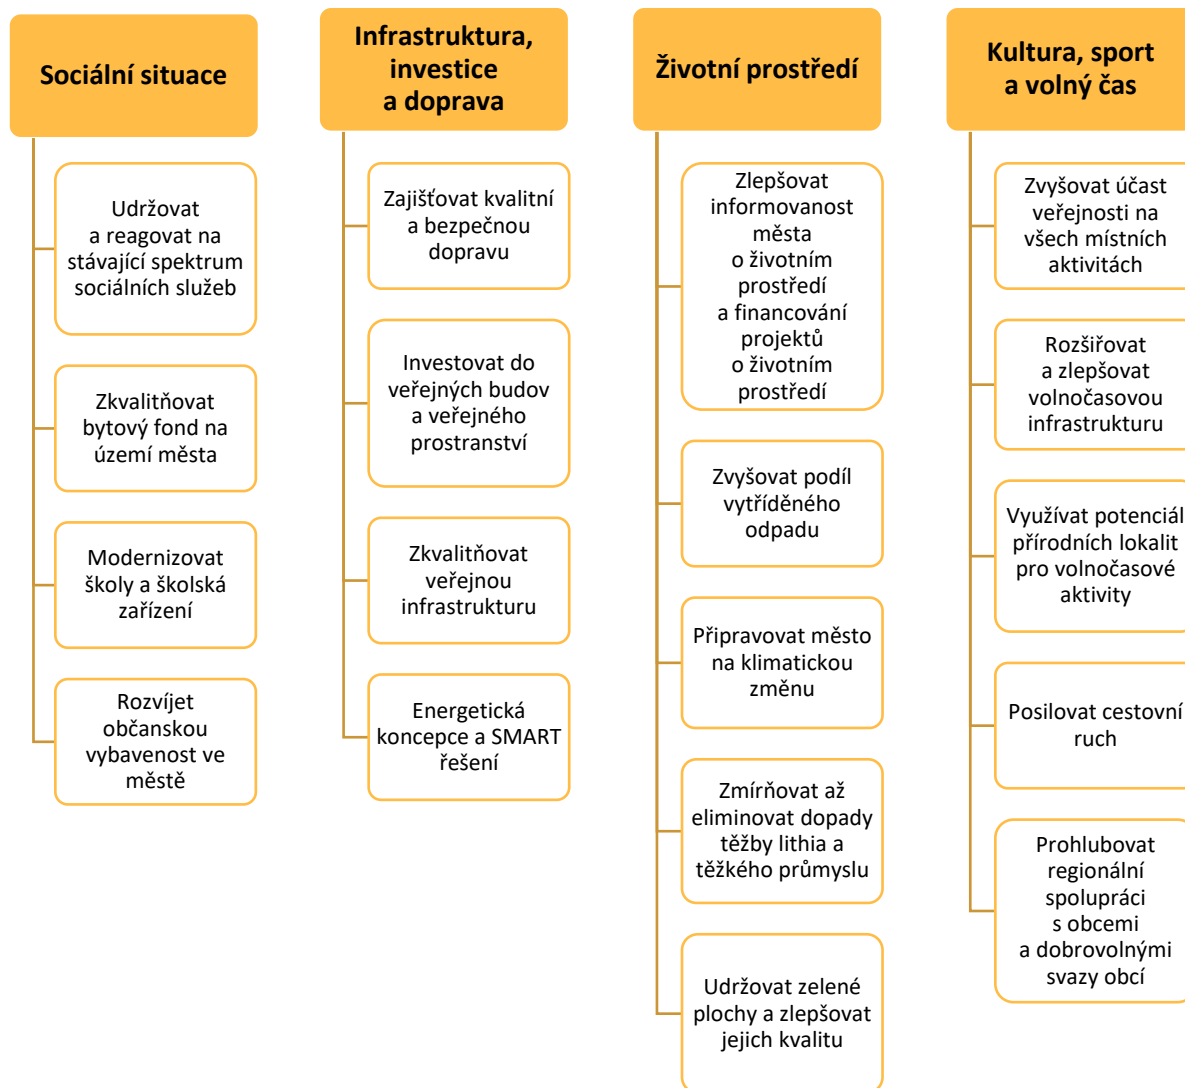 Sociální situace
Udržovat
a reagovat na
stávající spektrum
sociálních služeb
Zkvalitňovat
bytový fond na
území města
Modernizovat
školy a školská
zařízení
Rozvíjet
občanskou
vybavenost ve
městě
Infrastruktura,
investice
a doprava
Zajišťovat kvalitní
a bezpečnou
dopravu
Investovat do
veřejných budov
a veřejného
prostranství
Zkvalitňovat
veřejnou
infrastrukturu
Energetická
koncepce a SMART
řešení
Životní prostředí
Zlepšovat
informovanost
města
o životním
prostředí
a financování
projektů
o životním
prostředí
Zvyšovat podíl
vytříděného
odpadu
Připravovat město
na klimatickou
změnu
Zmírňovat až
eliminovat dopady
těžby lithia a
těžkého průmyslu
Udržovat zelené
plochy a zlepšovat
jejich kvalitu
Kultura, sport
a volný čas
Zvyšovat účast
veřejnosti na
všech místních
aktivitách
Rozšiřovat
a zlepšovat
volnočasovou
infrastrukturu
Využívat potenciál
přírodních lokalit
pro volnočasové
aktivity
Posilovat cestovní
ruch
Prohlubovat
regionální
spolupráci
s obcemi
a dobrovolnými
svazy obcí